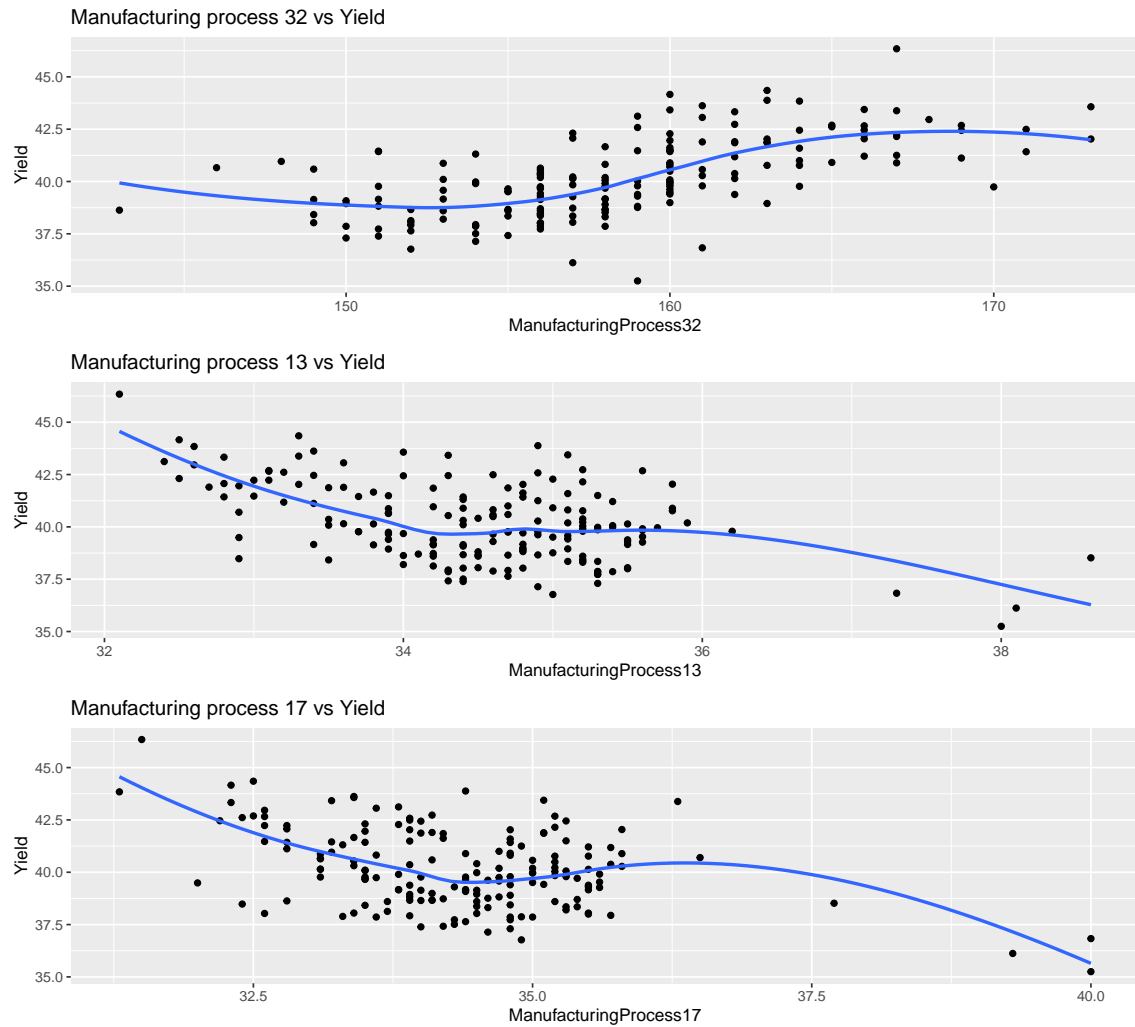 Manufacturing process 32 vs Yield
45.0
42.5
40.0
37.5
35.0
Yield
150 160 170
ManufacturingProcess32
Manufacturing process 13 vs Yield
45.0
42.5
40.0
37.5
35.0
Yield
32 34 36 38
ManufacturingProcess13
Manufacturing process 17 vs Yield
45.0
42.5
40.0
37.5
35.0
Yield
32.5 35.0 37.5 40.0
ManufacturingProcess17